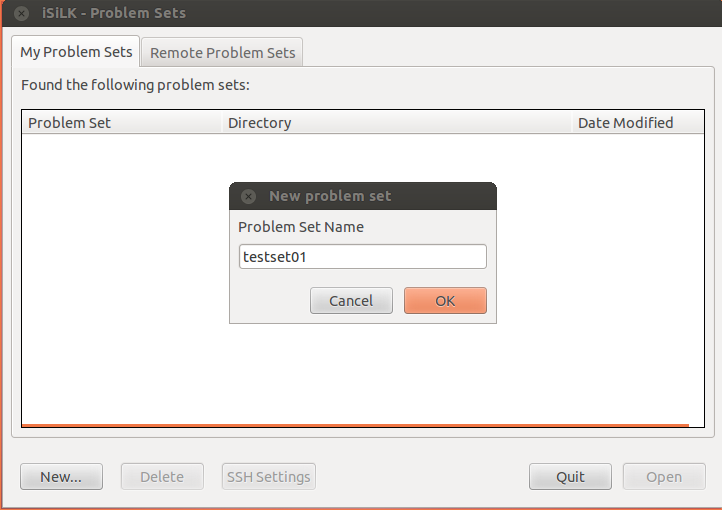 iSiLK - Problem Sets
My Problem Sets Remote Problem Sets
Found the following problem sets:
Problem Set Directory Date Modified
New problem set
Problem Set Name
testset01
Cancel OK
New... Delete SSH Settings Quit Open